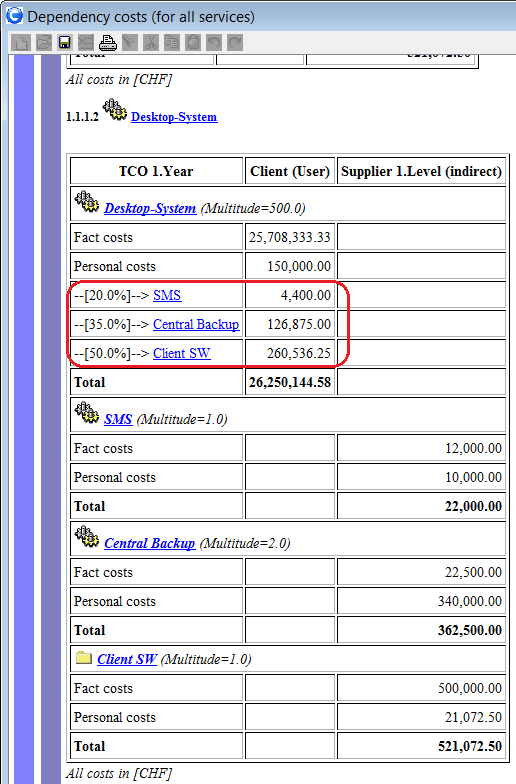 Dependency costs (for all services)
Total 521,072.50
All costs in [CHF]
1.1.1.2 Desktop-System
TCO 1.Year Client (User) Supplier 1.Level (indirect)
Desktop-System (Multitude=500.0)
Fact costs 25,708,333.33
Personal costs 150,000.00
--[20.0%]--> SMS 4,400.00
--[35.0%]--> Central Backup 126,875.00
--[50.0%]--> Client SW 260,536.25
Total 26,250,144.58
SMS (Multitude=1.0)
Fact costs 12,000.00
Personal costs 10,000.00
Total 22,000.00
Central Backup (Multitude=2.0)
Fact costs 22,500.00
Personal costs 340,000.00
Total 362,500.00
Client SW (Multitude=1.0)
Fact costs 500,000.00
Personal costs 21,072.50
Total 521,072.50
All costs in [CHF]